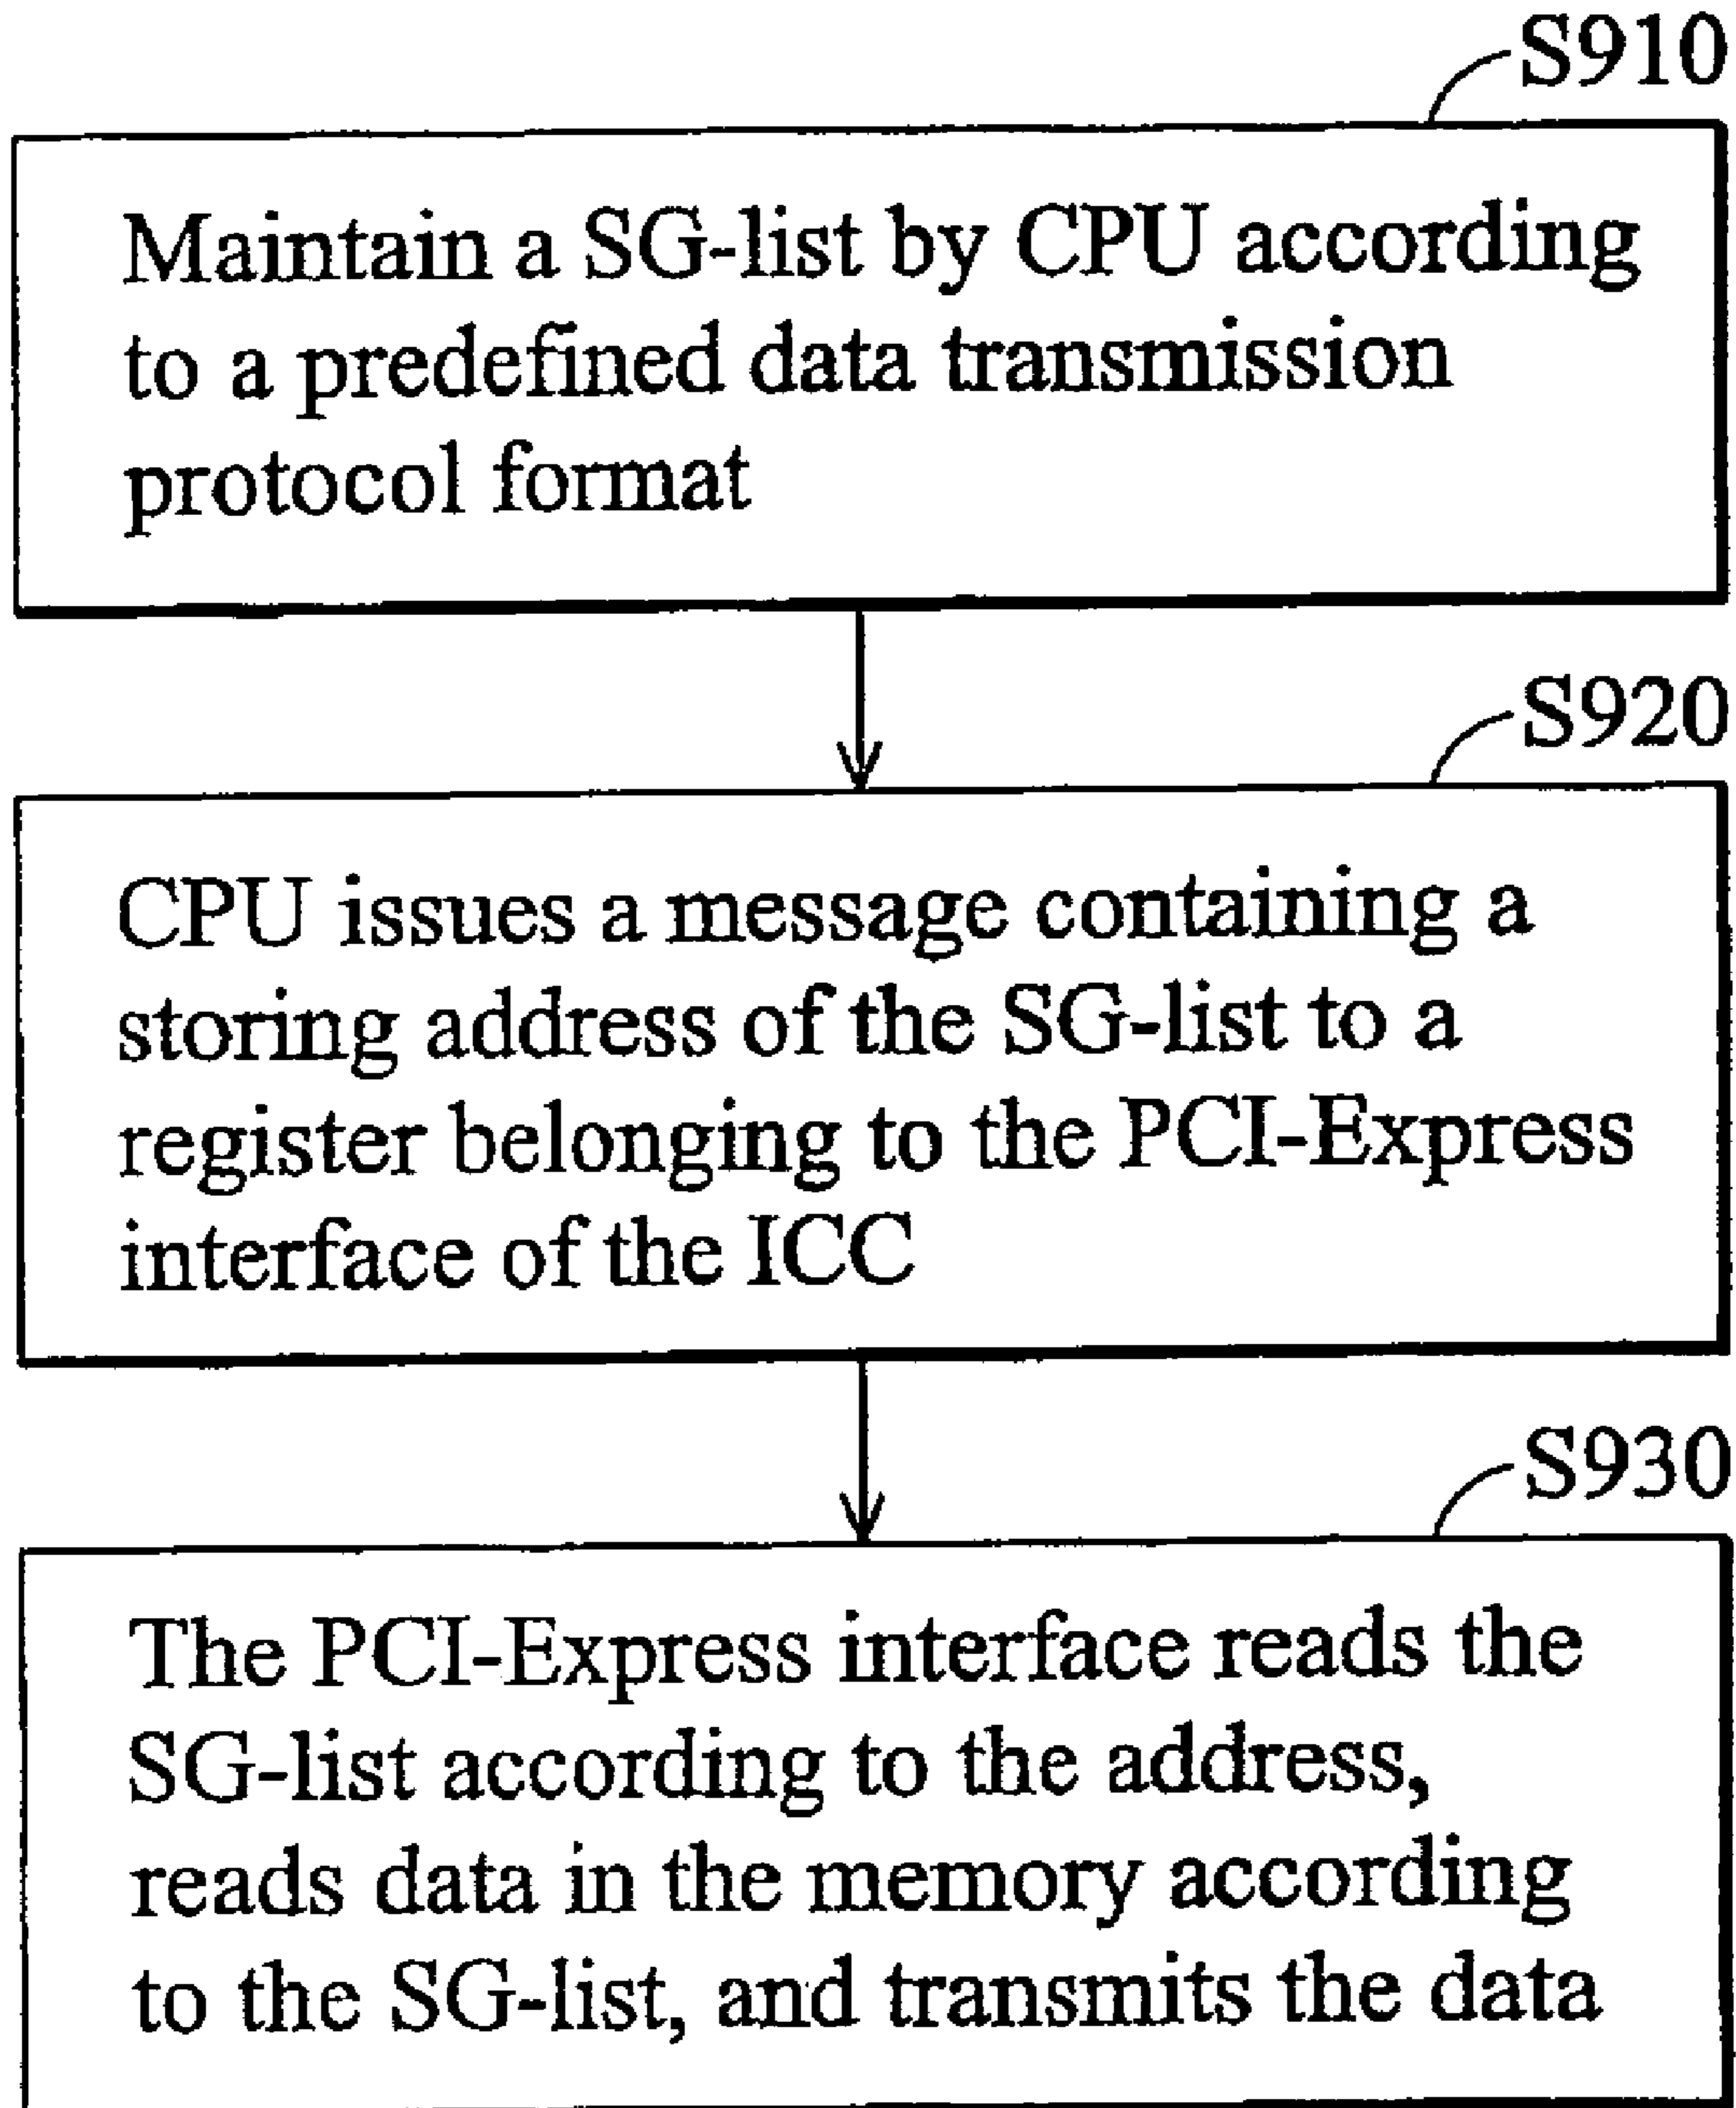 S910
Maintain a SG-list by CPU according
to a predefined data transmission
protocol format
S920
CPU issues a message containing a
storing address of the SG-list to a
register belonging to the PCI-Express
interface of the ICC
S930
The PCI-Express interface reads the
SG-list according to the address,
reads data in the memory according
to the SG-list, and transmits the data